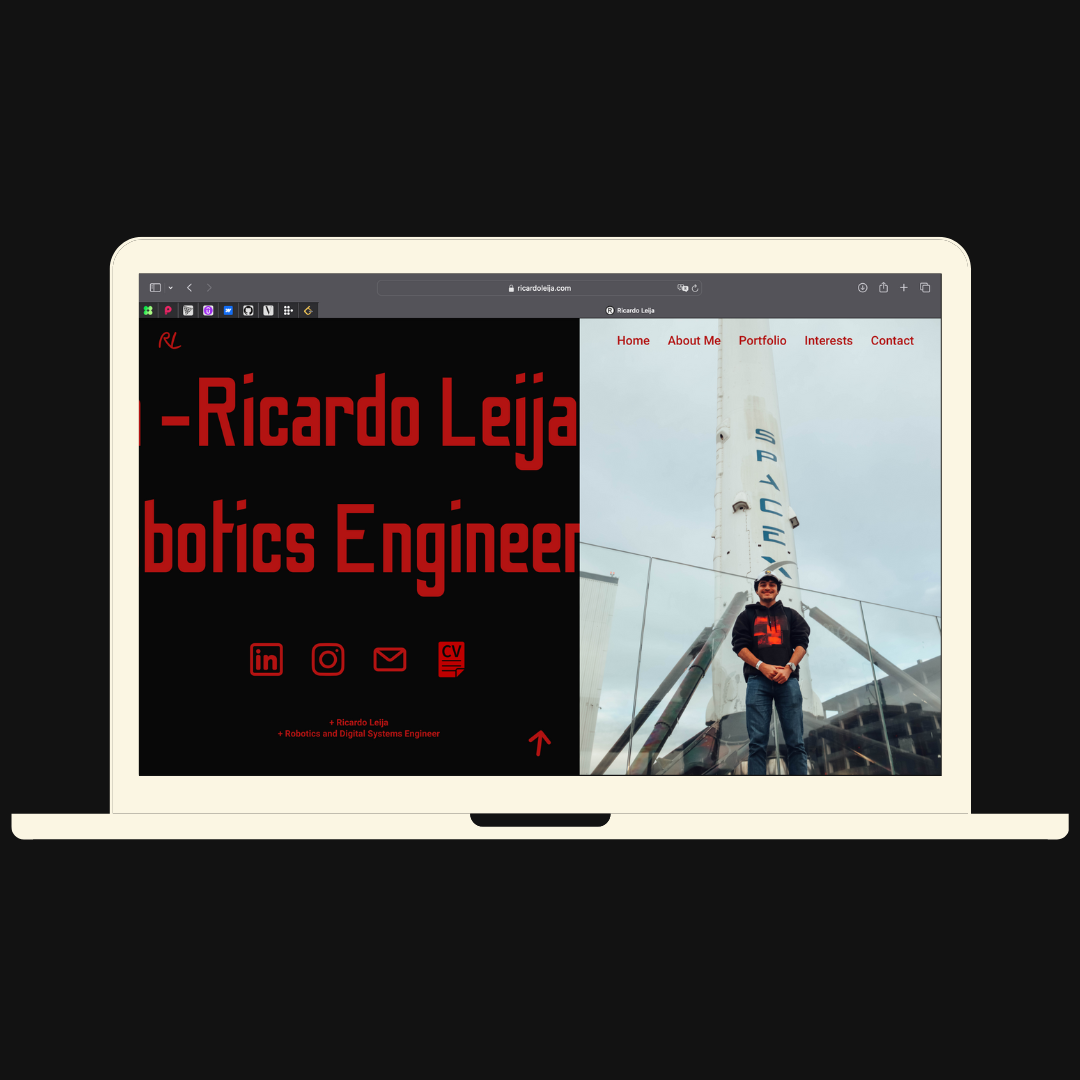 ricardoleija.com
Ricardo Leija
RL
Home About Me Portfolio Interests Contact
-Ricardo Leija
botics Engineer
SPACEX
in
CV
+ Ricardo Leija
+ Robotics and Digital Systems Engineer